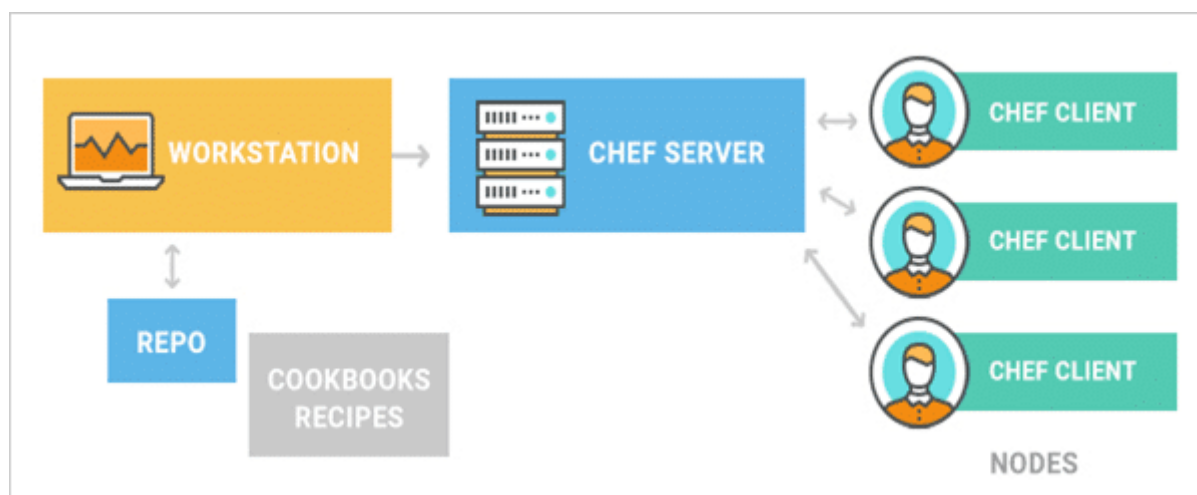 WORKSTATION
CHEF SERVER
CHEF CLIENT
CHEF CLIENT
CHEF CLIENT
REPO
COOKBOOKS
RECIPES
NODES